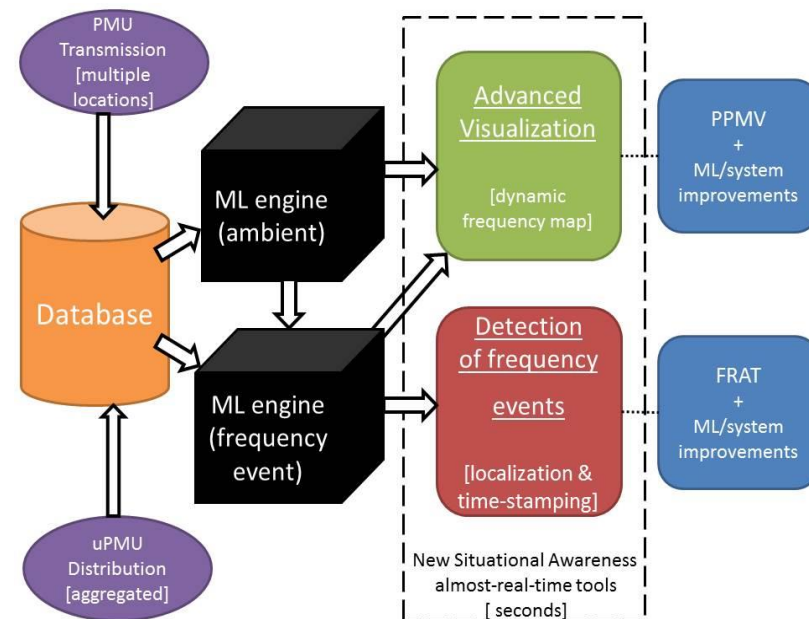 PMU
Transmission
[multiple
locations]
Database
uPMU
Distribution
[aggregated]
ML engine
(ambient)
ML engine
(frequency
event)
Advanced
Visualization
[dynamic
frequency map]
Detection
of frequency
events
[localization &
time-stamping]
New Situational Awareness
almost-real-time tools
[ seconds]
PPMV
+
ML/system
improvements
FRAT
+
ML/system
improvements